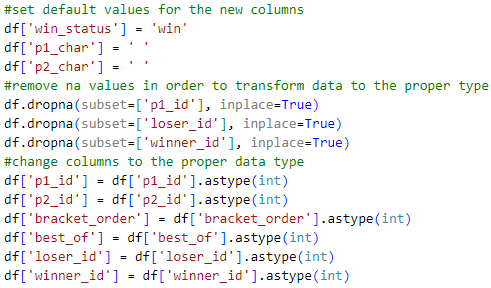 #set default values for the new columns
df['win_status'] = 'win'
df['p1_char'] = ' '
df['p2_char'] = ' '
#remove na values in order to transform data to the proper type
df.dropna(subset=['p1_id'], inplace=True)
df.dropna(subset=['loser_id'], inplace=True)
df.dropna(subset=['winner_id'], inplace=True)
#change columns to the proper data type
df['p1_id'] = df['p1_id'].astype(int)
df['p2_id'] = df['p2_id'].astype(int)
df['bracket_order'] = df['bracket_order'].astype(int)
df['best_of'] = df['best_of'].astype(int)
df['loser_id'] = df['loser_id'].astype(int)
df['winner_id'] = df['winner_id'].astype(int)